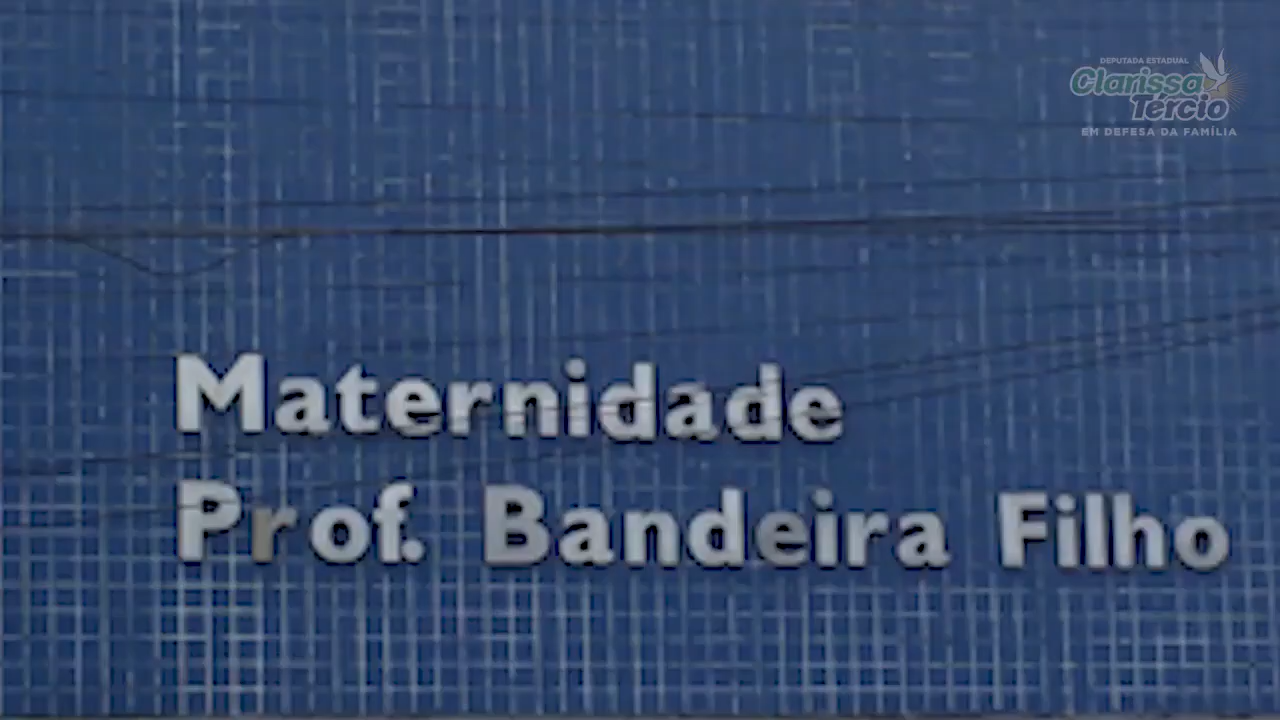 DEPUTADA ESTADUAL
Clarissa
Tércio
EM DEFESA DA FAMÍLIA
Maternidade
Prof. Bandeira Filho